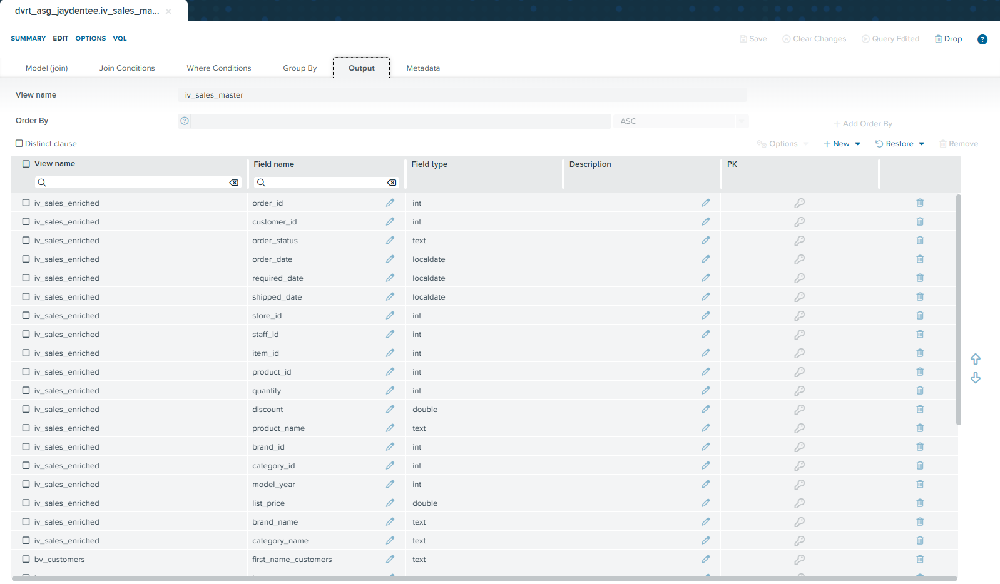 dvrt_asg_jaydentee.iv_sales_ma...
SUMMARY EDIT OPTIONS VQL
Save Clear Changes Query Edited Drop ?
Model (join) Join Conditions Where Conditions Group By Output Metadata
View name iv_sales_master
Order By ? ASC
+ Add Order By
Distinct clause
Options + New Restore Remove
View name Field name Field type Description PK
iv_sales_enriched order_id int
iv_sales_enriched customer_id int
iv_sales_enriched order_status text
iv_sales_enriched order_date localdate
iv_sales_enriched required_date localdate
iv_sales_enriched shipped_date localdate
iv_sales_enriched store_id int
iv_sales_enriched staff_id int
iv_sales_enriched item_id int
iv_sales_enriched product_id int
iv_sales_enriched quantity int
iv_sales_enriched discount double
iv_sales_enriched product_name text
iv_sales_enriched brand_id int
iv_sales_enriched category_id int
iv_sales_enriched model_year int
iv_sales_enriched list_price double
iv_sales_enriched brand_name text
iv_sales_enriched category_name text
bv_customers first_name_customers text